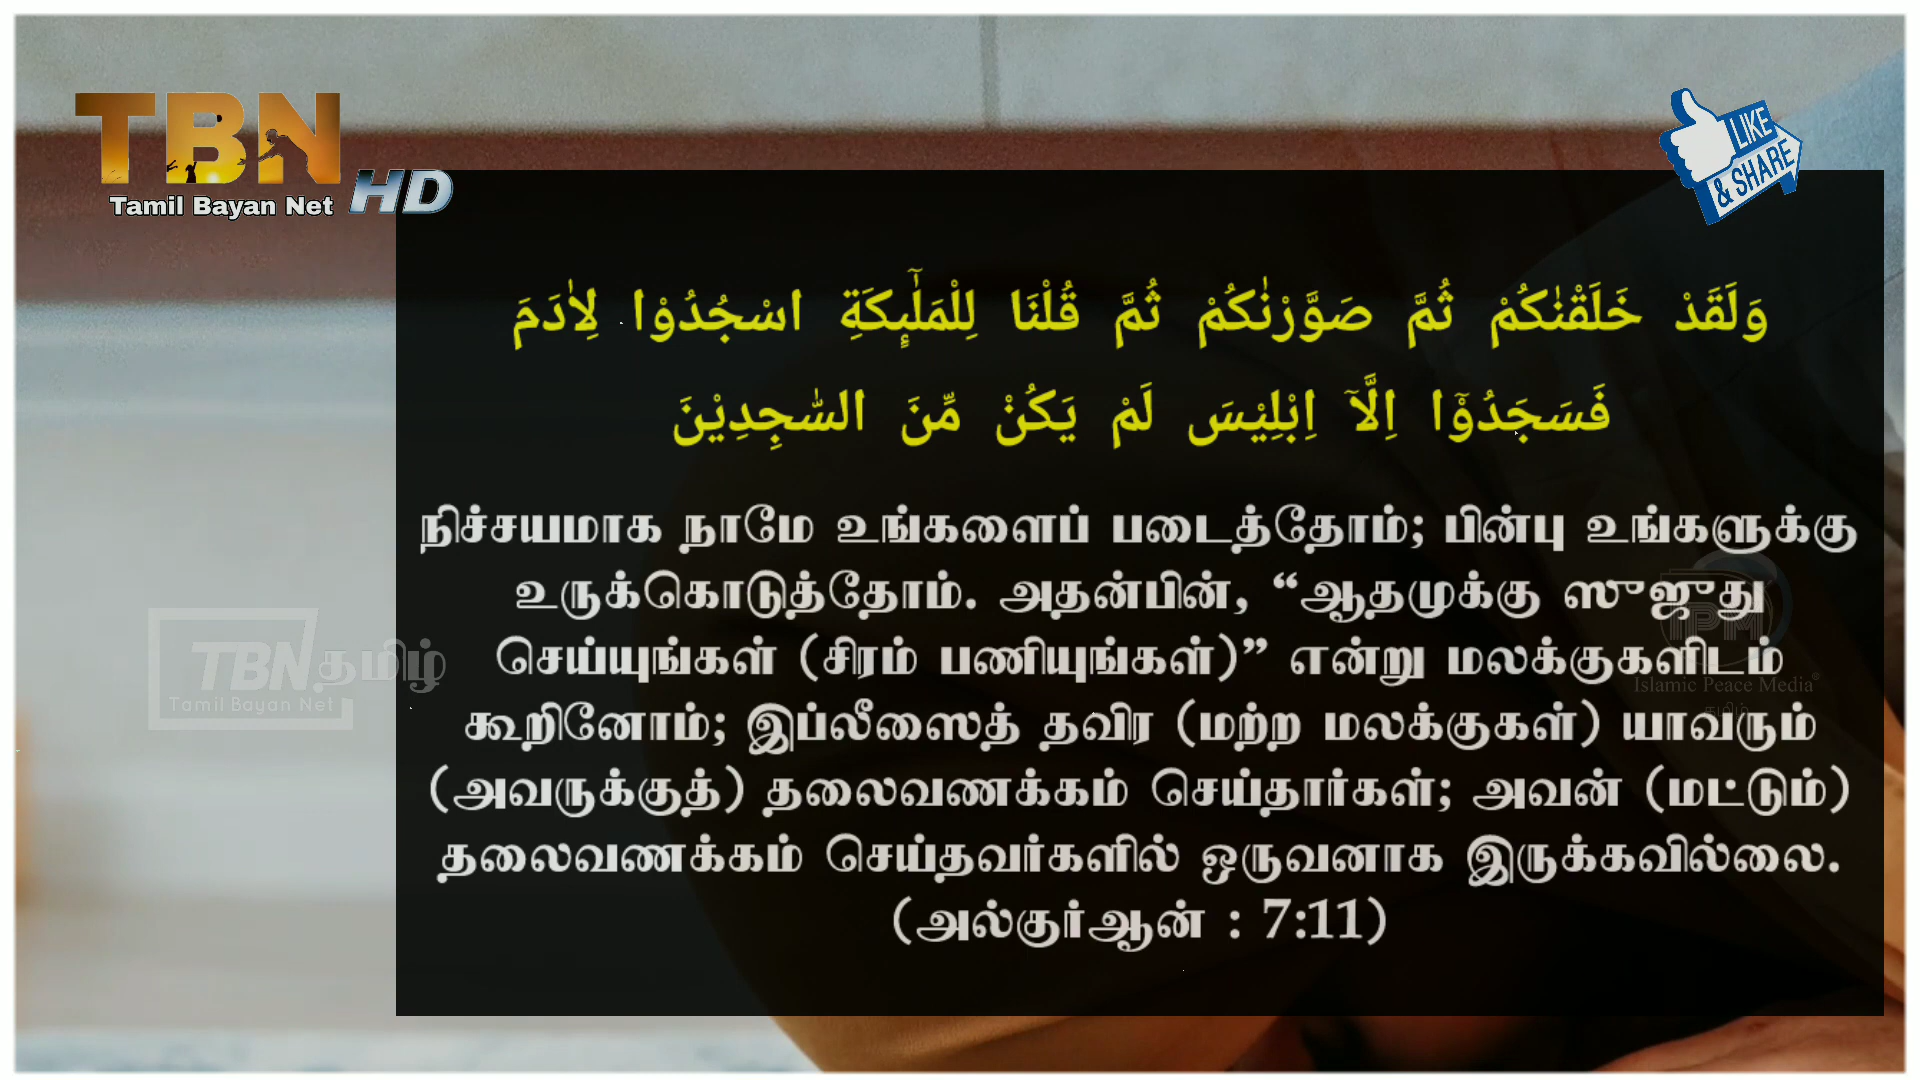 TBN
Tamil Bayan Net HD
LIKE
& SHARE
وَلَقَدْ خَلَقْنٰكُمْ ثُمَّ صَوَّرْنٰكُمْ ثُمَّ قُلْنَا لِلْمَلٰٓٮِٕكَةِ اسْجُدُوْا لِاٰدَمَ
فَسَجَدُوْۤا اِلَّاۤ اِبْلِيْسَ لَمْ يَكُنْ مِّنَ السّٰجِدِيْنَ
நிச்சயமாக நாமே உங்களைப் படைத்தோம்; பின்பு உங்களுக்கு
உருக்கொடுத்தோம். அதன்பின், “ஆதமுக்கு ஸுஜுது
செய்யுங்கள் (சிரம் பணியுங்கள்)” என்று மலக்குகளிடம்
கூறினோம்; இப்லீஸைத் தவிர (மற்ற மலக்குகள்) யாவரும்
(அவருக்குத்) தலைவணக்கம் செய்தார்கள்; அவன் (மட்டும்)
தலைவணக்கம் செய்தவர்களில் ஒருவனாக இருக்கவில்லை.
(அல்குர்ஆன் : 7:11)
TBN தமிழ்
Tamil Bayan Net
IPM
Islamic Peace Media
தமிழ்